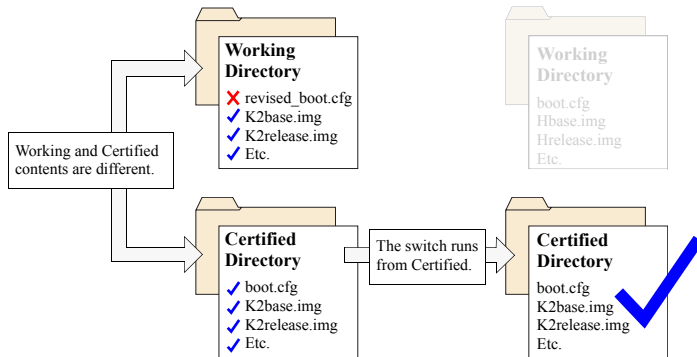 Working
Directory
revised_boot.cfg
K2base.img
K2release.img
Etc.
Working
Directory
boot.cfg
Hbase.img
Hrelease.img
Etc.
Working and Certified
contents are different.
Certified
Directory
boot.cfg
K2base.img
K2release.img
Etc.
The switch runs
from Certified.
Certified
Directory
boot.cfg
K2base.img
K2release.img
Etc.